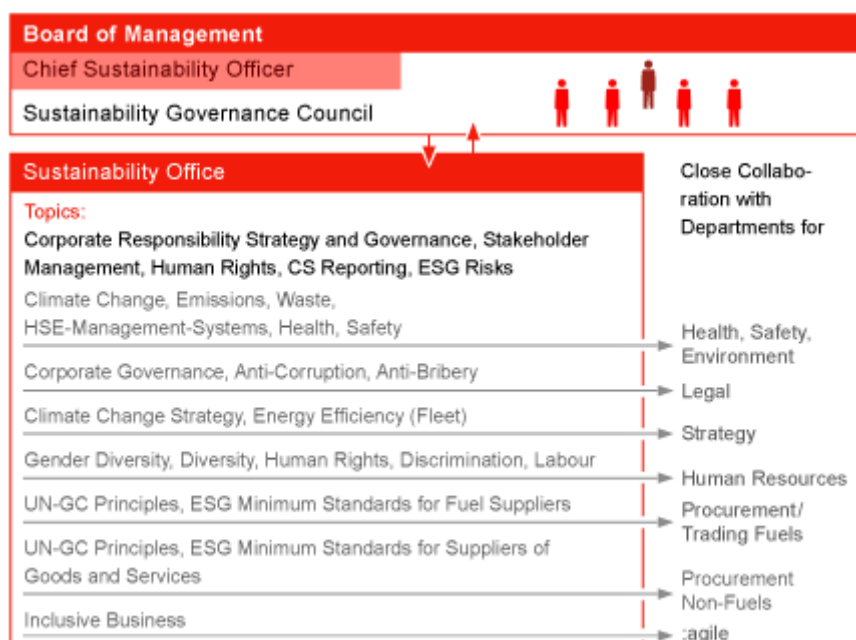 Board of Management
Chief Sustainability Officer
Sustainability Governance Council
Sustainability Office
Close Collabo-
ration with
Departments for
Topics:
Corporate Responsibility Strategy and Governance, Stakeholder
Management, Human Rights, CS Reporting, ESG Risks
Climate Change, Emissions, Waste,
HSE-Management-Systems, Health, Safety
Health, Safety,
Environment
Corporate Governance, Anti-Corruption, Anti-Bribery
Legal
Climate Change Strategy, Energy Efficiency (Fleet)
Strategy
Gender Diversity, Diversity, Human Rights, Discrimination, Labour
Human Resources
UN-GC Principles, ESG Minimum Standards for Fuel Suppliers
Procurement/
Trading Fuels
UN-GC Principles, ESG Minimum Standards for Suppliers of
Goods and Services
Procurement
Non-Fuels
Inclusive Business
:agile